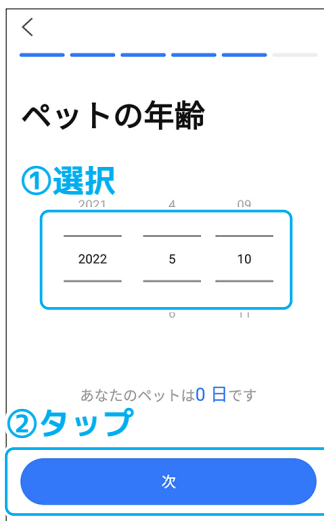 ペットの年齢
①選択
2021 4 09
2022 5 10
6 11
あなたのペットは0 日です
②タップ
次